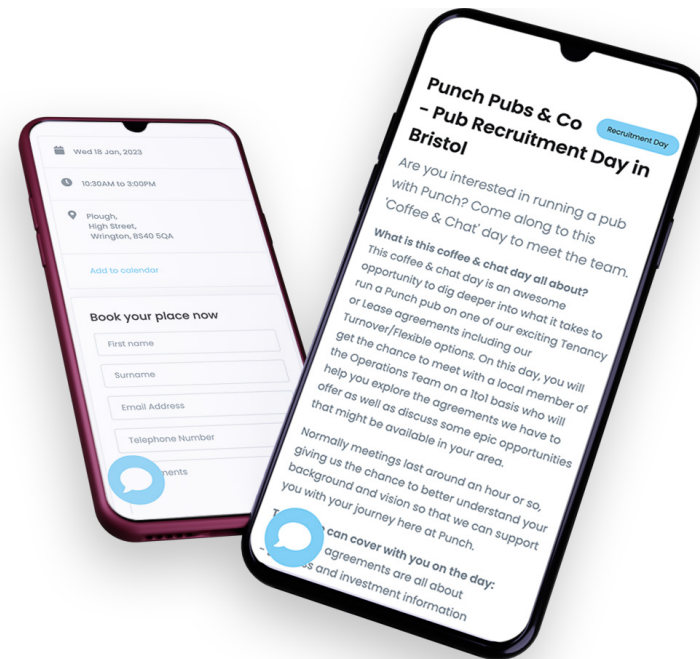 Wed 18 Jan, 2023
10:30AM to 3:00PM
Plough,
High Street,
Wrington, BS40 5QA
Add to calendar
Book your place now
First name
Surname
Email Address
Telephone Number
Punch Pubs & Co
- Pub Recruitment Day in
Bristol
Recruitment Day
Are you interested in running a pub
with Punch? Come along to this
'Coffee & Chat' day to meet the team.
What is this coffee & chat day all about?
This coffee & chat day is an awesome
opportunity to dig deeper into what it takes to
run a Punch pub on one of our exciting Tenancy
or Lease agreements including our
Turnover/Flexible options. On this day, you will
get the chance to meet with a local member of
the Operations Team on a 1to1 basis who will
help you explore the agreements we have to
offer as well as discuss some epic opportunities
that might be available in your area.
Normally meetings last around an hour or so,
giving us the chance to better understand your
background and vision so that we can support
you with your journey here at Punch.
can cover with you on the day:
agreements are all about
and investment information